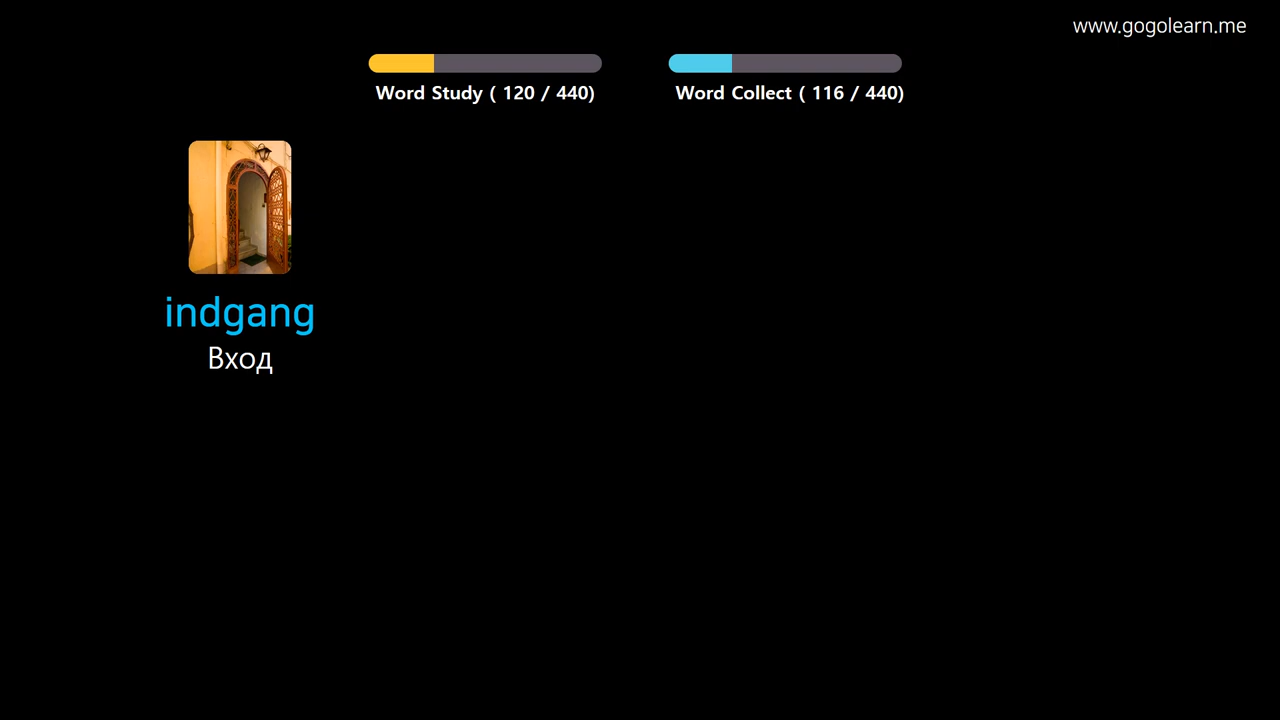 www.gogolearn.me
Word Study ( 120 / 440)
Word Collect ( 116 / 440)
indgang
Вход